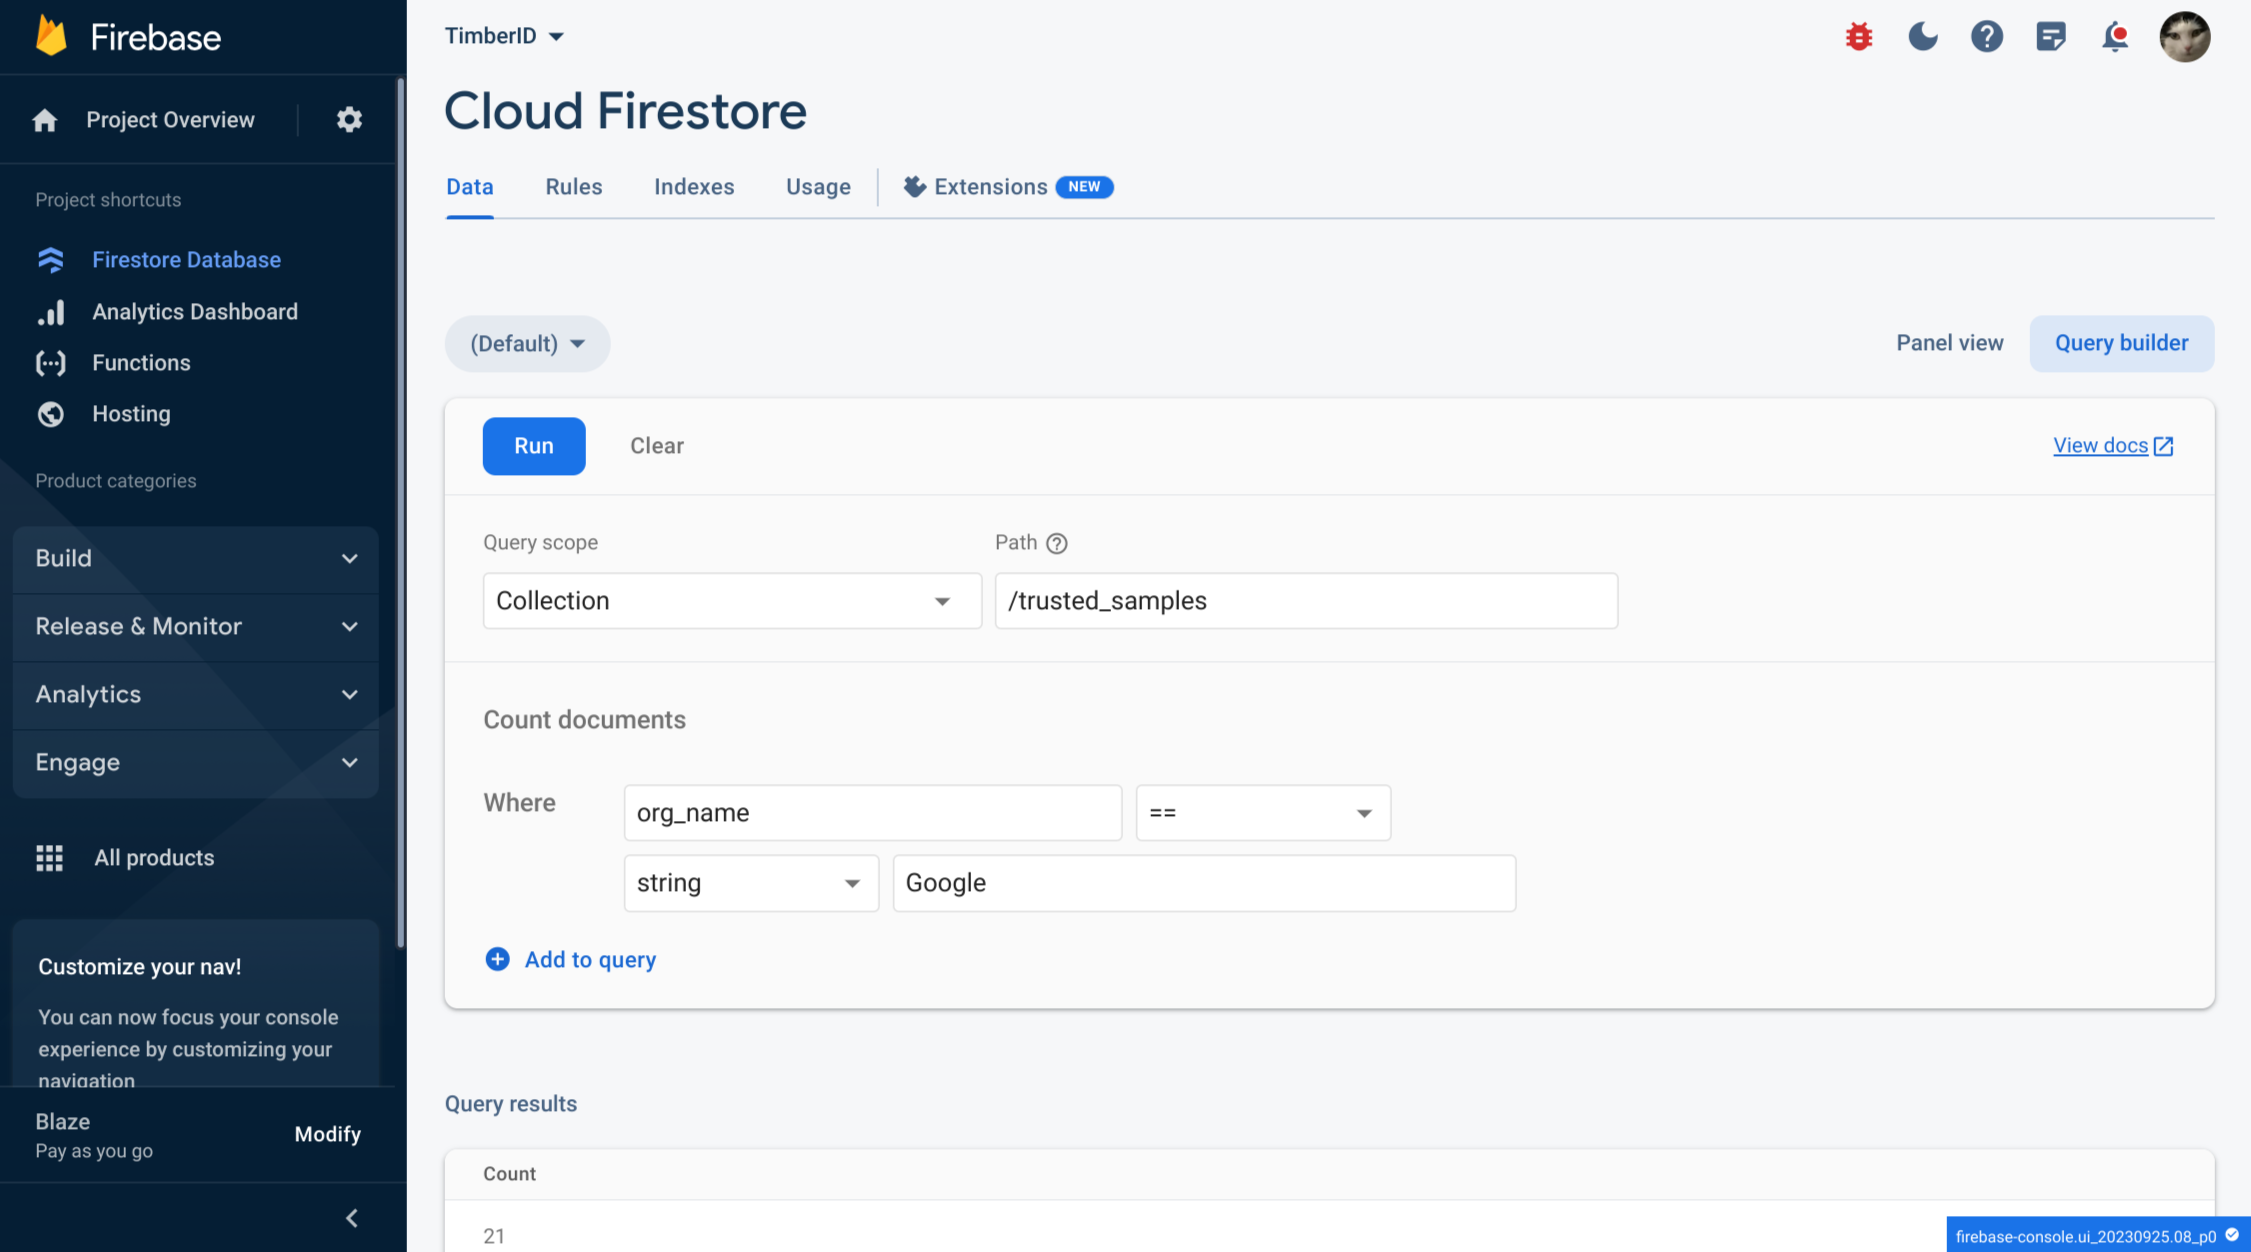 Firebase
Project Overview
Project shortcuts
Firestore Database
Analytics Dashboard
Functions
Hosting
Product categories
Build
Release & Monitor
Analytics
Engage
All products
Customize your nav!
You can now focus your console
experience by customizing your
navigation
Blaze
Pay as you go
Modify
TimberID
Cloud Firestore
Data Rules Indexes Usage Extensions NEW
(Default)
Panel view Query builder
Run Clear View docs
Query scope Path
Collection /trusted_samples
Count documents
Where org_name ==
string Google
Add to query
Query results
Count
21
firebase-console.ui_20230925.08_p0